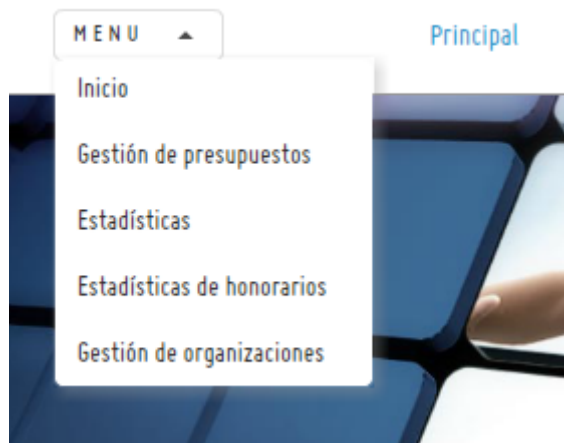 MENU
Principal
Inicio
Gestión de presupuestos
Estadísticas
Estadísticas de honorarios
Gestión de organizaciones